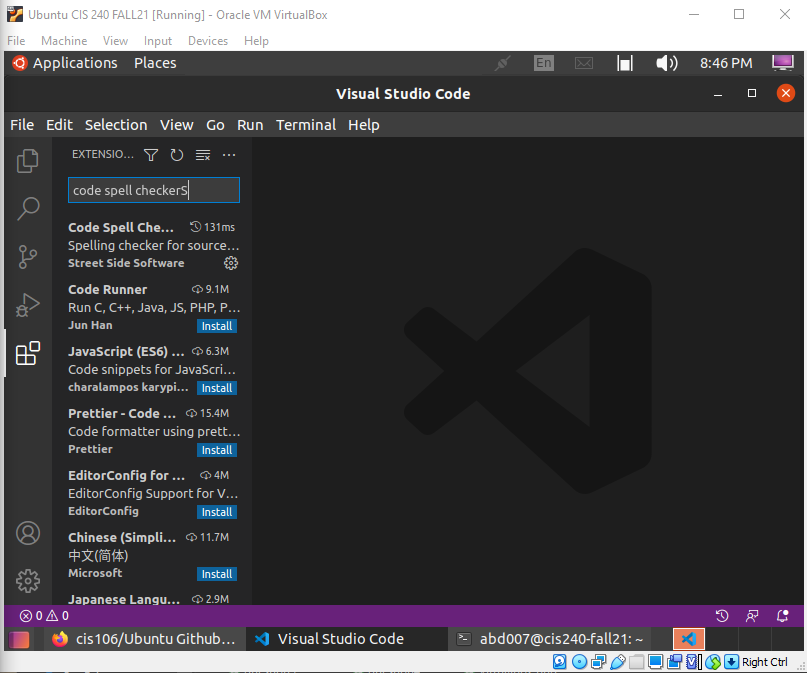 Ubuntu CIS 240 FALL21 [Running] - Oracle VM VirtualBox
File Machine View Input Devices Help
Applications Places En 8:46 PM
Visual Studio Code
File Edit Selection View Go Run Terminal Help
EXTENSIO...
code spell checkerS
Code Spell Che... 131ms
Spelling checker for source...
Street Side Software
Code Runner 9.1M
Run C, C++, Java, JS, PHP, P...
Jun Han Install
JavaScript (ES6) ... 6.3M
Code snippets for JavaScri...
charalampos karypi... Install
Prettier - Code ... 15.4M
Code formatter using prett...
Prettier Install
EditorConfig for ... 4M
EditorConfig Support for V...
EditorConfig Install
Chinese (Simpli... 11.7M
中文(简体)
Microsoft Install
Japanese Langu... 2.9M
0 0
cis106/Ubuntu Github... Visual Studio Code abd007@cis240-fall21: ~
Right Ctrl